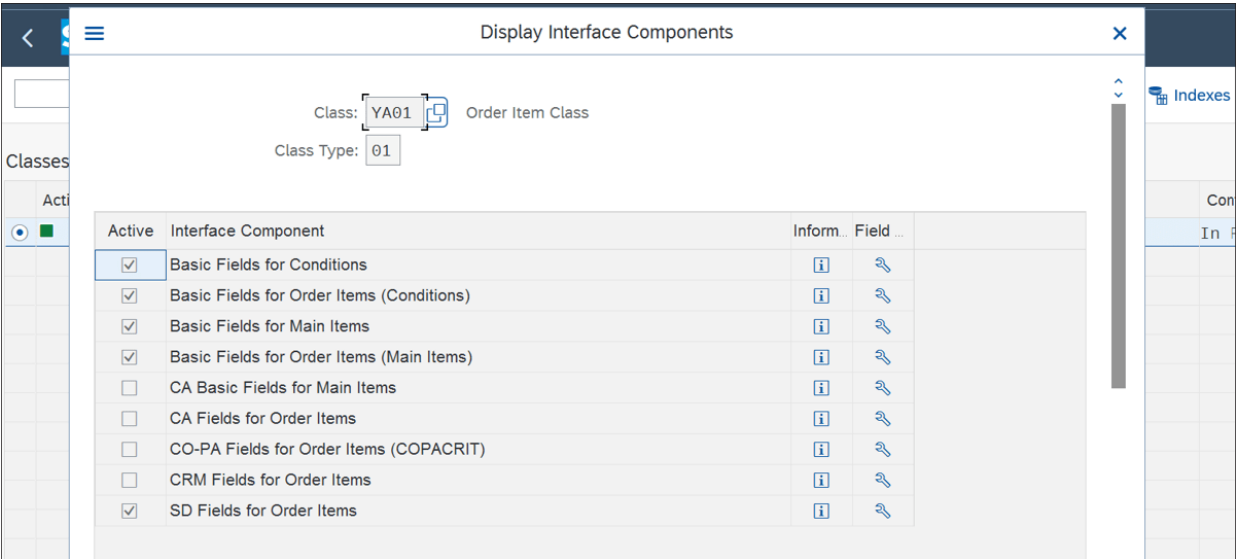 Display Interface Components
Indexes
Class: YA01 Order Item Class
Class Type: 01
Classes
Active Interface Component Inform... Field ...
Basic Fields for Conditions
In
Basic Fields for Order Items (Conditions)
Basic Fields for Main Items
Basic Fields for Order Items (Main Items)
CA Basic Fields for Main Items
CA Fields for Order Items
CO-PA Fields for Order Items (COPACRIT)
CRM Fields for Order Items
SD Fields for Order Items